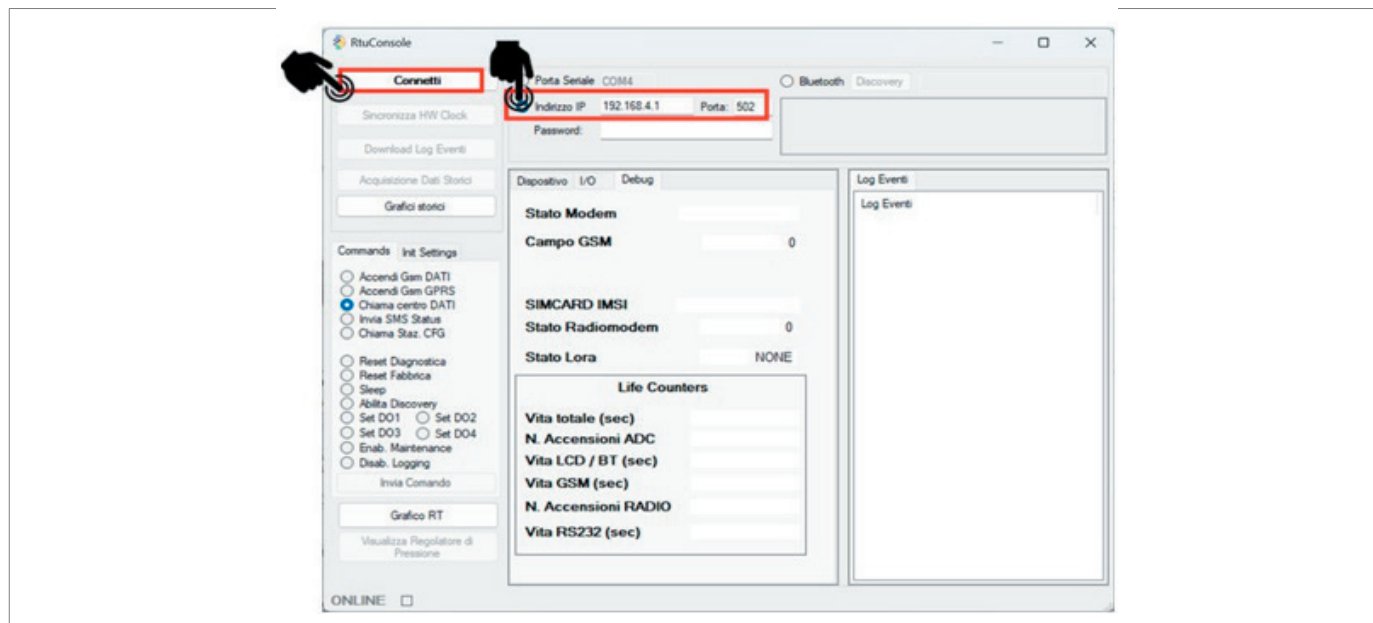 RtuConsole
Connetti
Sincronizza HW Clock
Download Log Eventi
Acquisizione Dati Storici
Grafici storici
Porta Seriale COM4
Indirizzo IP 192.168.4.1 Porta: 502
Password:
Bluetooth Discovery
Commands Init Settings
Accendi Gsm DATI
Accendi Gsm GPRS
Chiama centro DATI
Invia SMS Status
Chiama Staz. CFG
Reset Diagnostica
Reset Fabbrica
Sleep
Abilita Discovery
Set DO1 Set DO2
Set DO3 Set DO4
Enab. Maintenance
Disab. Logging
Invia Comando
Grafico RT
Visualizza Regolatore di
Pressione
ONLINE
Dispositivo I/O Debug
Stato Modem
Campo GSM 0
SIMCARD IMSI
Stato Radiomodem 0
Stato Lora NONE
Life Counters
Vita totale (sec)
N. Accensioni ADC
Vita LCD / BT (sec)
Vita GSM (sec)
N. Accensioni RADIO
Vita RS232 (sec)
Log Eventi
Log Eventi